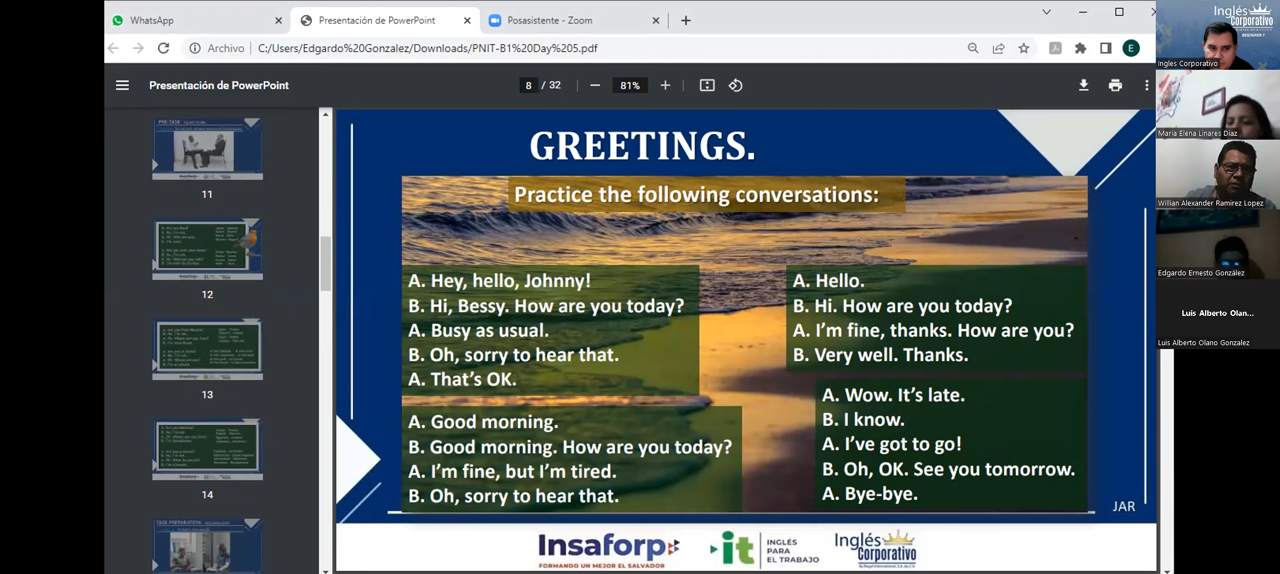 WhatsApp
Presentación de PowerPoint
Posasistente - Zoom
Archivo
C:/Users/Edgardo%20Gonzalez/Downloads/PNIT-B1%20Day%205.pdf
E
Presentación de PowerPoint
8 / 32
81%
11
12
13
14
GREETINGS.
Practice the following conversations:
A. Hey, hello, Johnny!
B. Hi, Bessy. How are you today?
A. Busy as usual.
B. Oh, sorry to hear that.
A. That's OK.
A. Good morning.
B. Good morning. How are you today?
A. I'm fine, but I'm tired.
B. Oh, sorry to hear that.
A. Hello.
B. Hi. How are you today?
A. I'm fine, thanks. How are you?
B. Very well. Thanks.
A. Wow. It's late.
B. I know.
A. I've got to go!
B. Oh, OK. See you tomorrow.
A. Bye-bye.
JAR
Insaforp
FORMANDO UN MEJOR EL SALVADOR
it
INGLÉS
PARA
EL TRABAJO
Inglés
Corporativo
Inglés
Corporativo
Ingles Corporativo
Maria Elena Linares Diaz
Willian Alexander Ramirez Lopez
Edgardo Ernesto González
Luis Alberto Olan...
Luis Alberto Olano Gonzalez